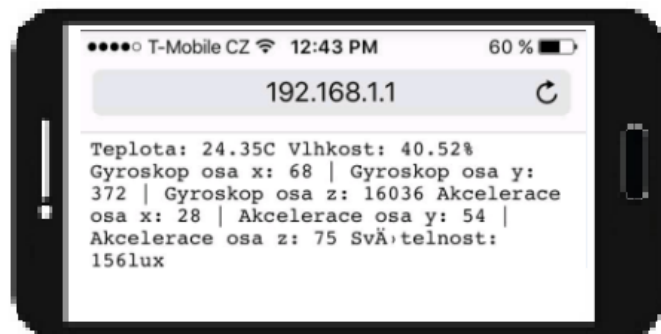 T-Mobile CZ 12:43 PM 60 %
192.168.1.1
Teplota: 24.35C Vlhkost: 40.52%
Gyroskop osa x: 68 | Gyroskop osa y:
372 | Gyroskop osa z: 16036 Akcelerace
osa x: 28 | Akcelerace osa y: 54 |
Akcelerace osa z: 75 SvÄ›telnost:
156lux